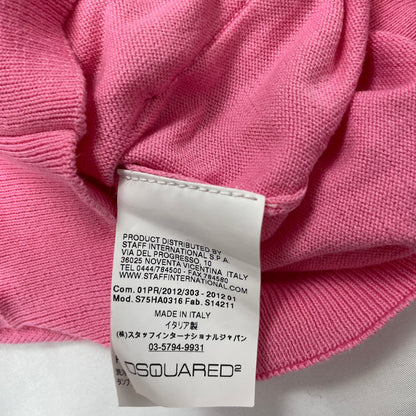 PRODUCT DISTRIBUTED BY
STAFF INTERNATIONAL S.P.A.
VIA DEL PROGRESSO, 10
36025 NOVENTA VICENTINA ITALY
TEL 0444/784500 - FAX 784600
WWW.STAFFINTERNATIONAL.COM
Com. 01PR/2012/303 - 2012 01
Mod. S75HA0316 Fab. S14211
MADE IN ITALY
イタリア製
(株)スタッフインターナショナルジャパン
03-5794-9931
DSQUARED²